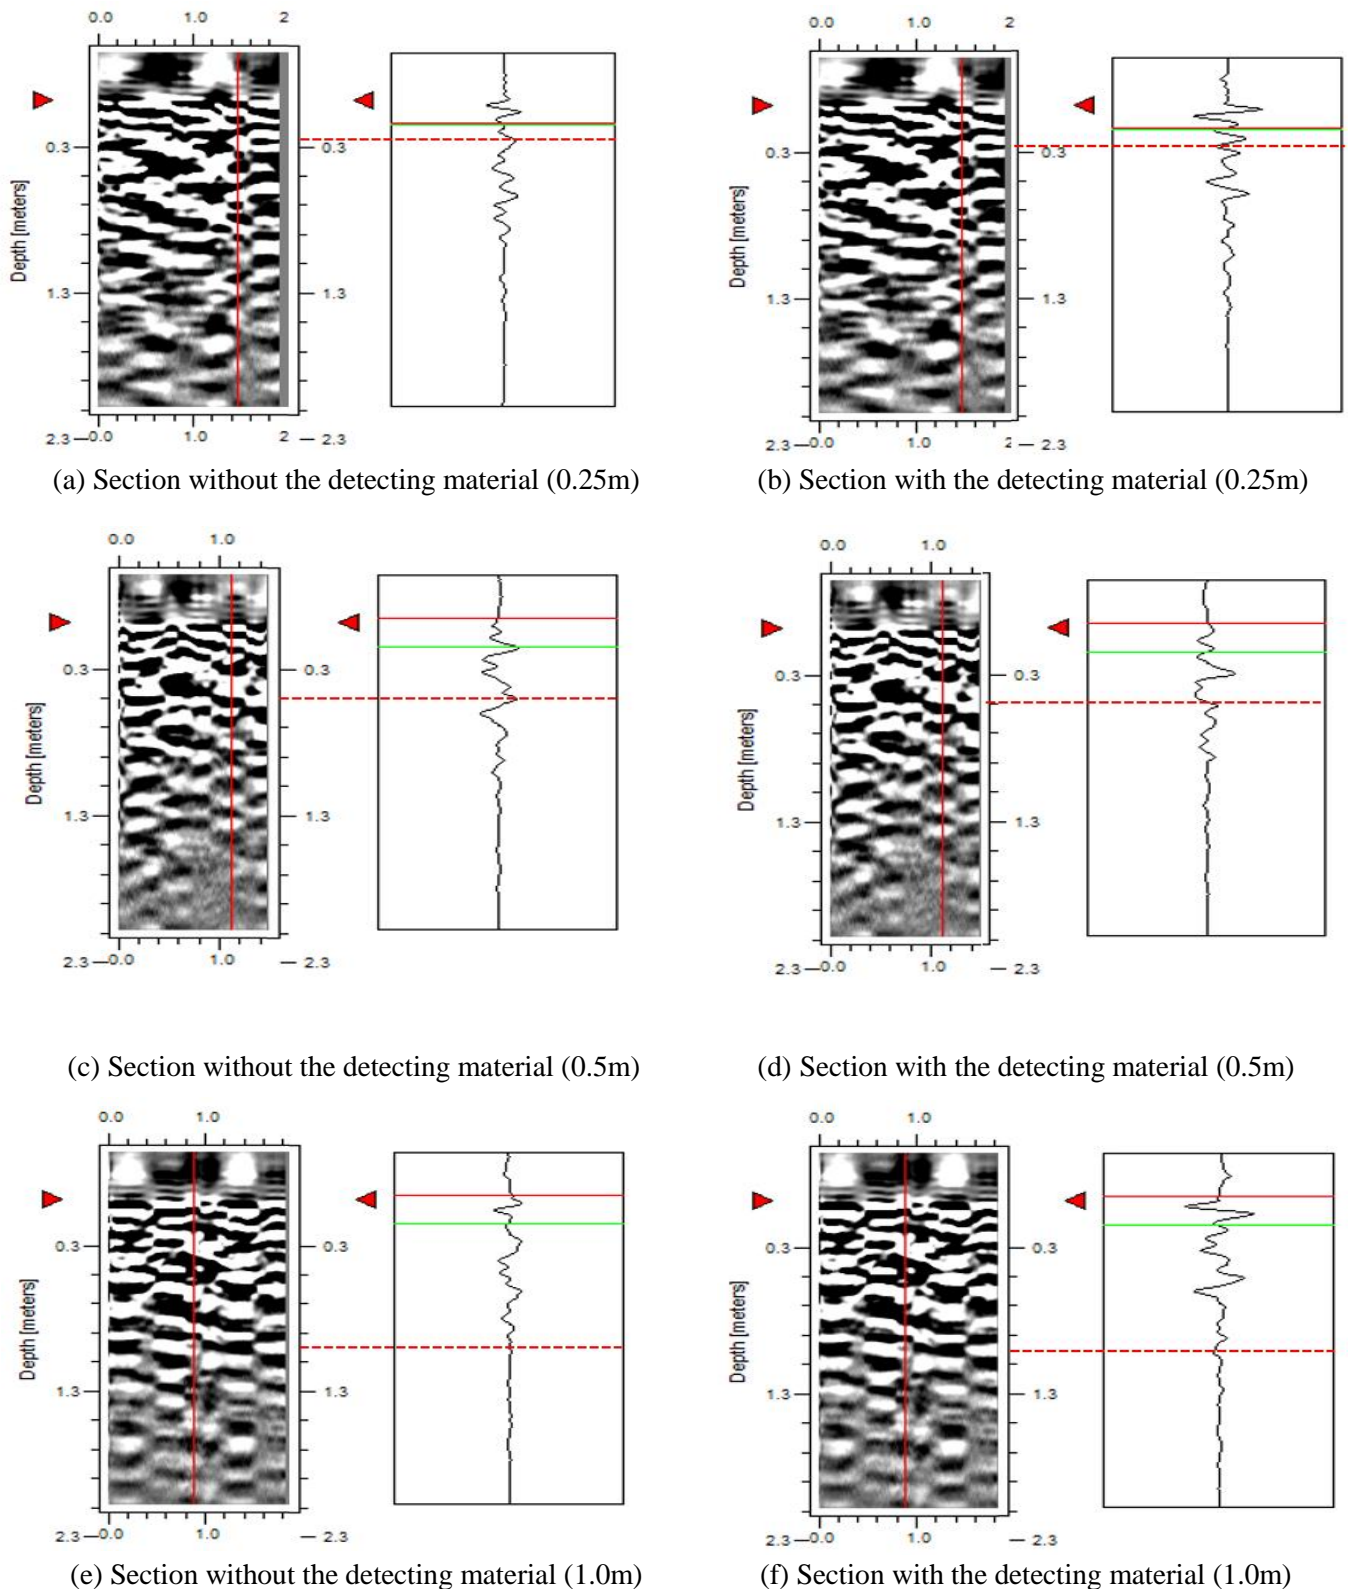 0.0 1.0 2
0.3 0.3
Depth [meters]
1.3 1.3
2.3 0.0 1.0 2 2.3
(a) Section without the detecting material (0.25m)
0.0 1.0 2
0.3 0.3
Depth [meters]
1.3 1.3
2.3 0.0 1.0 2 2.3
(b) Section with the detecting material (0.25m)
0.0 1.0
0.3 0.3
Depth [meters]
1.3 1.3
2.3 0.0 1.0 2.3
(c) Section without the detecting material (0.5m)
0.0 1.0
0.3 0.3
Depth [meters]
1.3 1.3
2.3 0.0 1.0 2.3
(d) Section with the detecting material (0.5m)
0.0 1.0
0.3 0.3
Depth [meters]
1.3 1.3
2.3 0.0 1.0 2.3
(e) Section without the detecting material (1.0m)
0.0 1.0
0.3 0.3
Depth [meters]
1.3 1.3
2.3 0.0 1.0 2.3
(f) Section with the detecting material (1.0m)